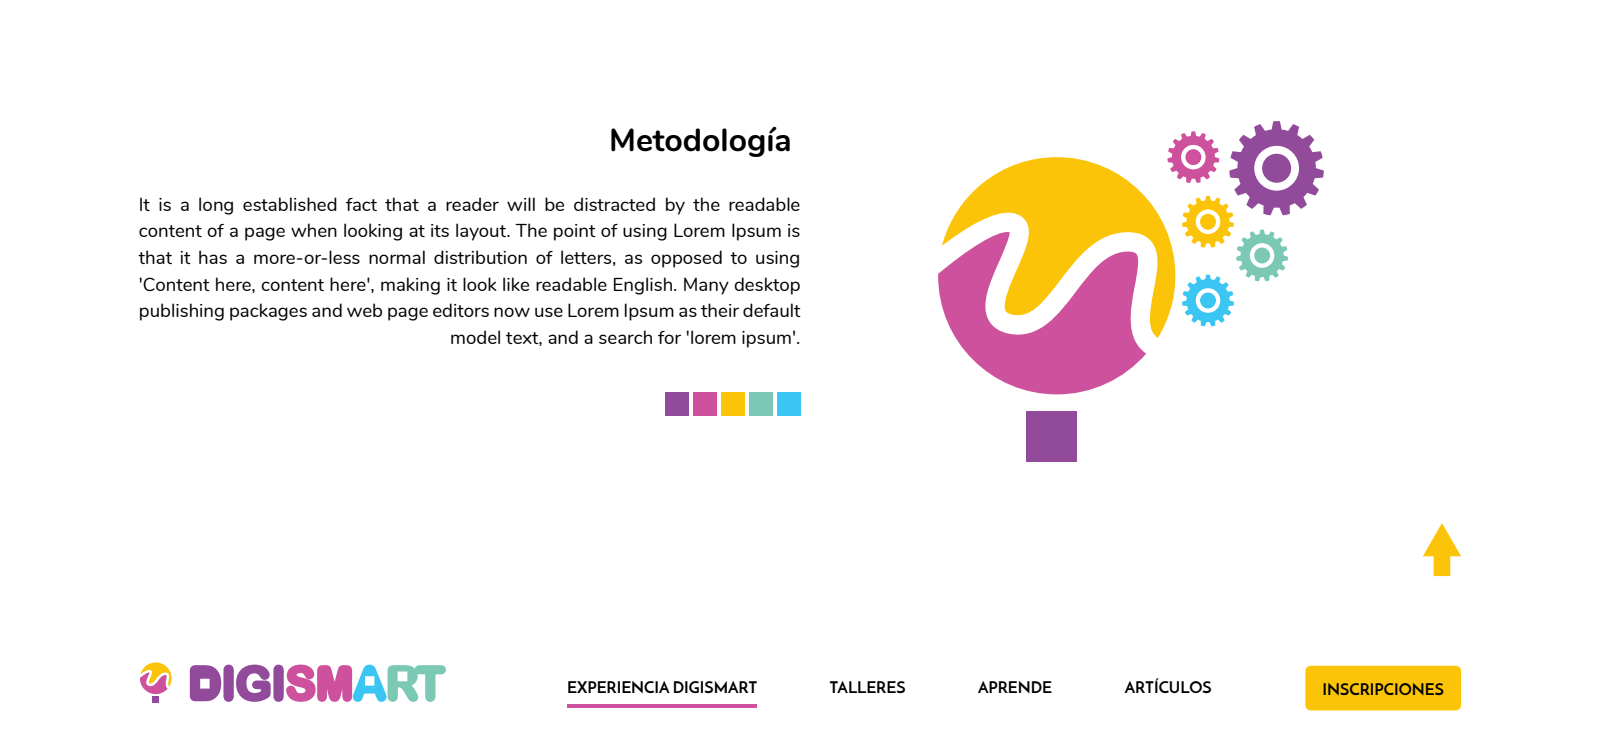 Metodología
It is a long established fact that a reader will be distracted by the readable
content of a page when looking at its layout. The point of using Lorem Ipsum is
that it has a more-or-less normal distribution of letters, as opposed to using
'Content here, content here', making it look like readable English. Many desktop
publishing packages and web page editors now use Lorem Ipsum as their default
model text, and a search for 'lorem ipsum'.
DIGISMART
EXPERIENCIA DIGISMART
TALLERES
APRENDE
ARTÍCULOS
INSCRIPCIONES